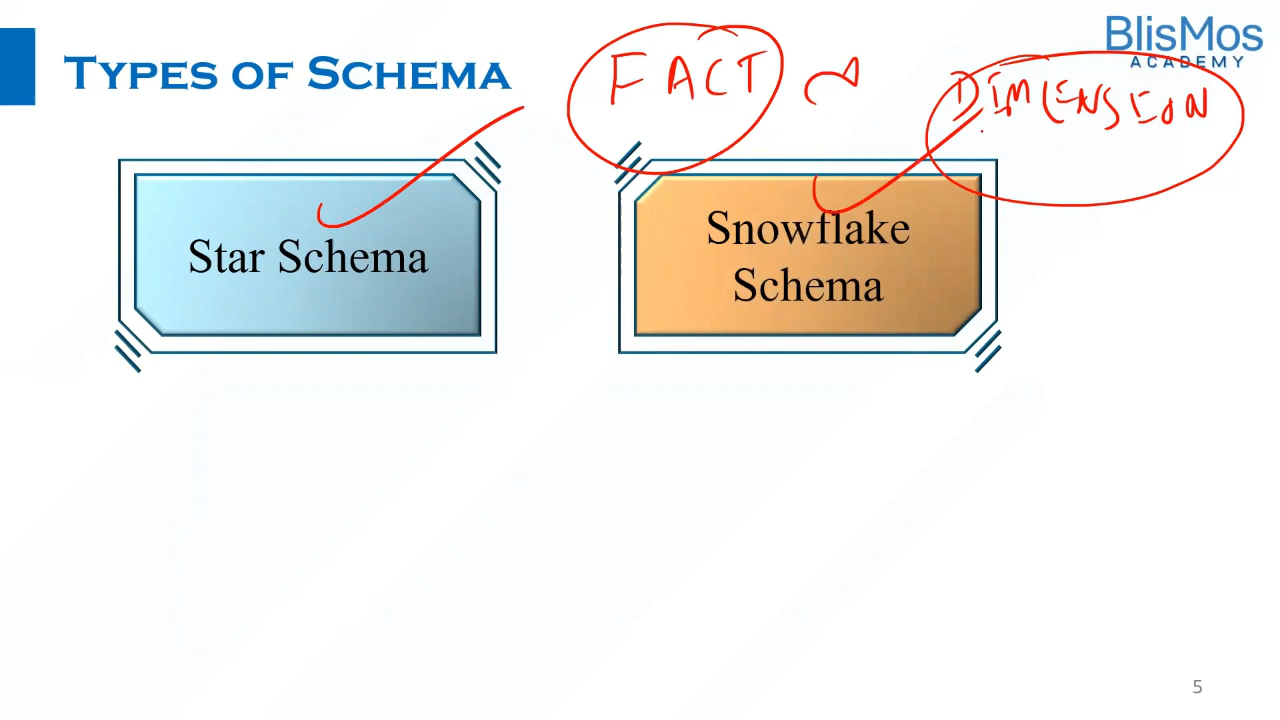 BlisMos
ACADEMY
TYPES OF SCHEMA
FACT
DIMENSION
Star Schema
Snowflake
Schema
5